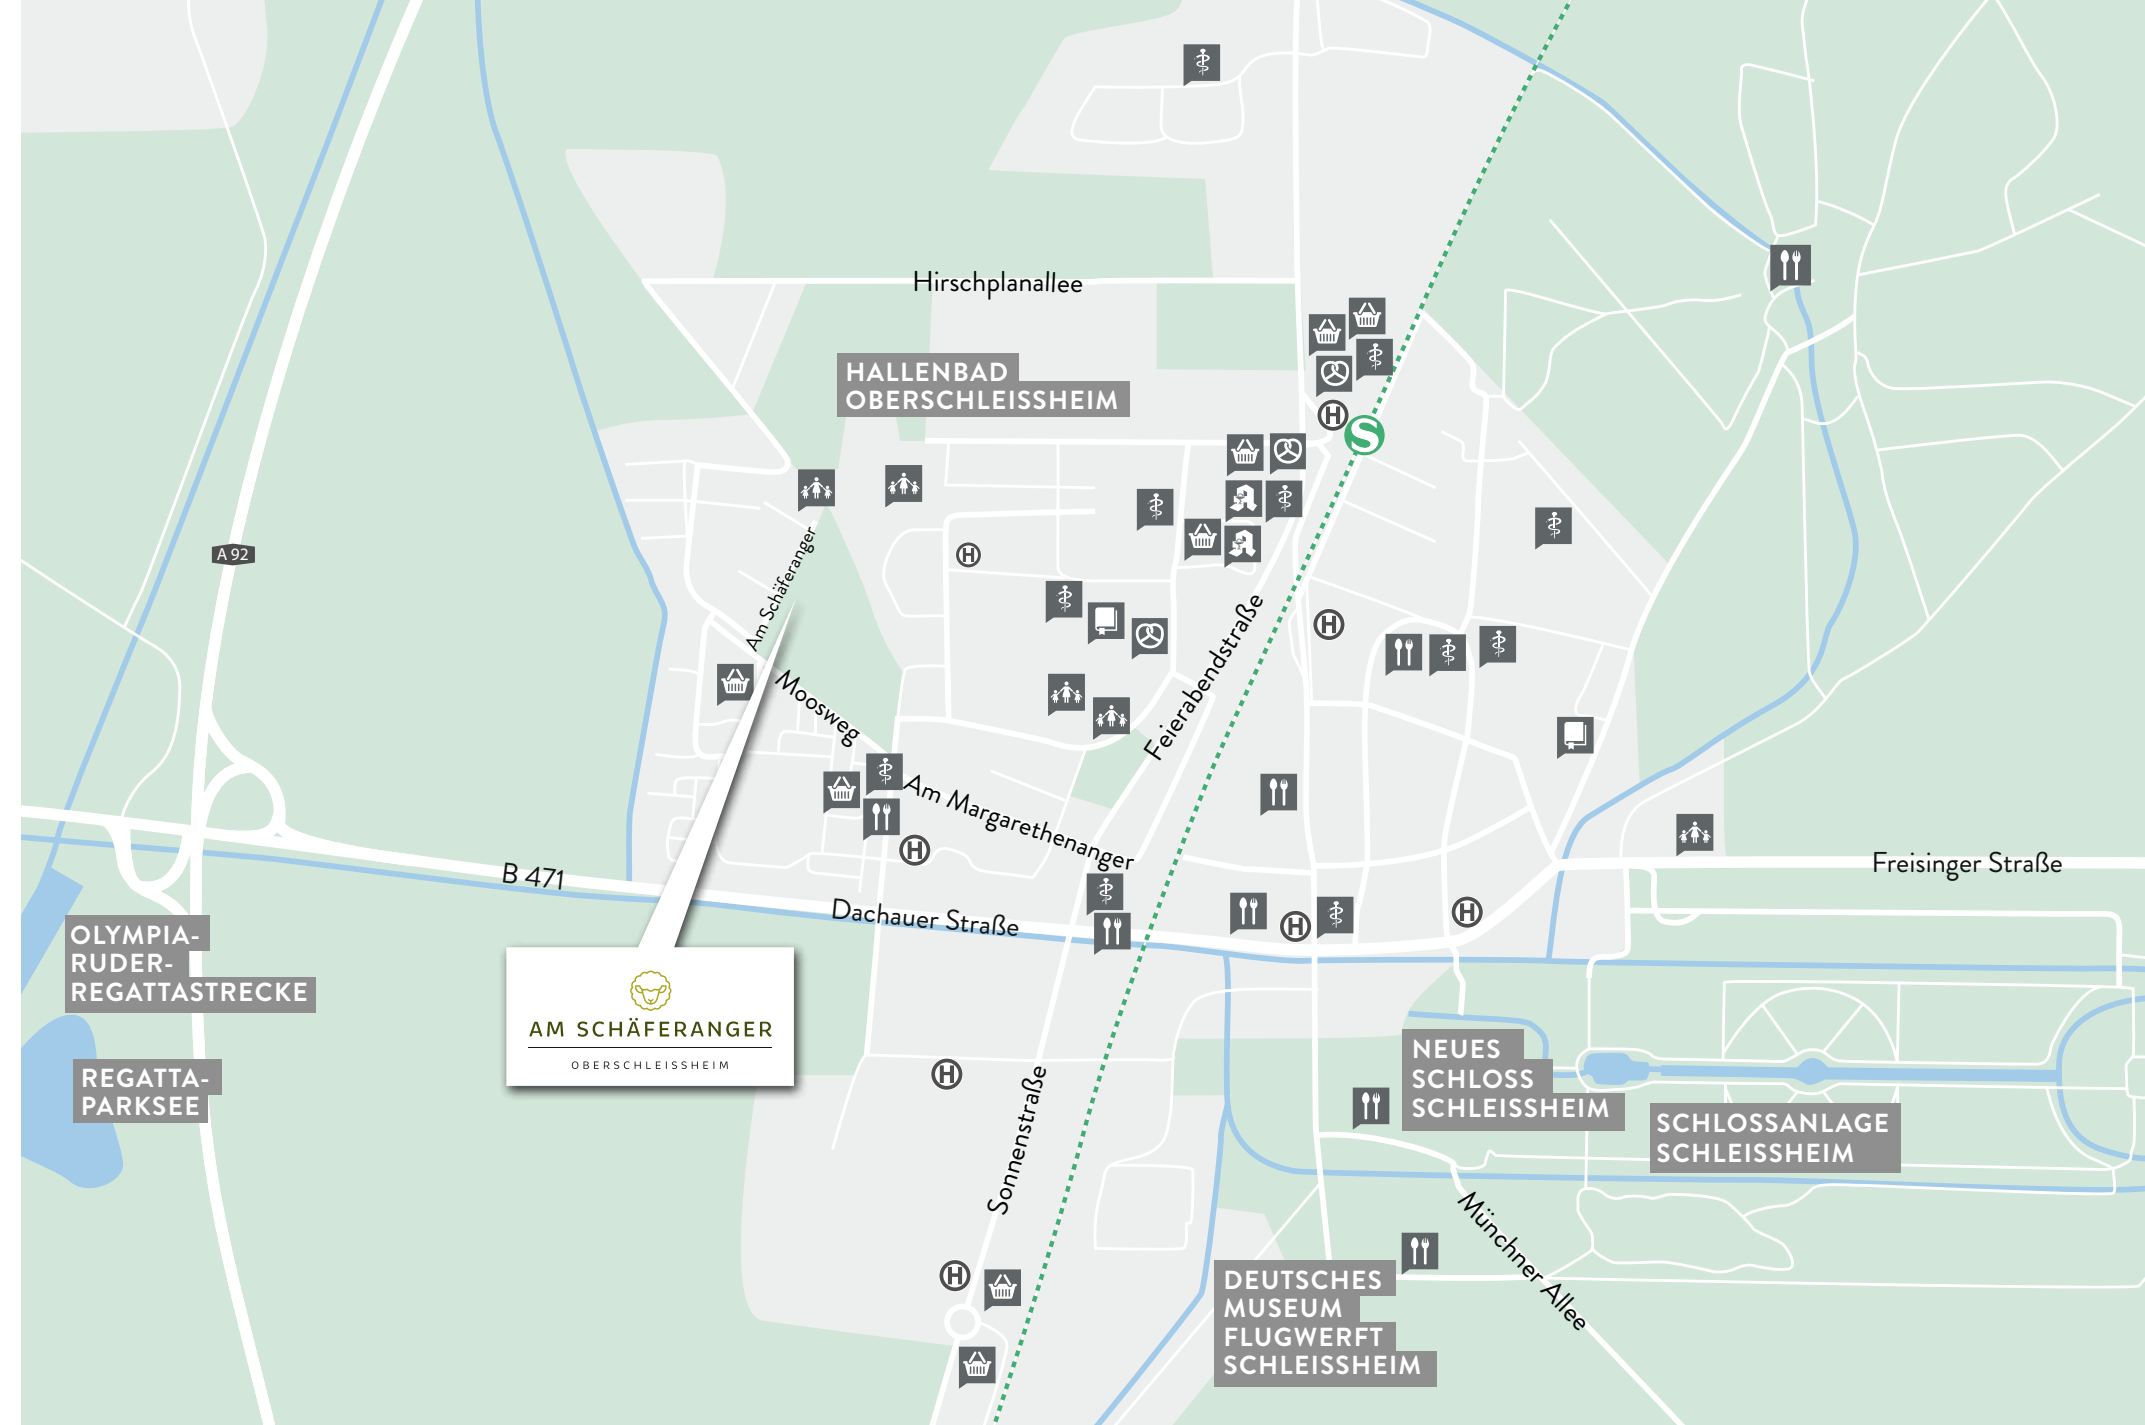 Hirschplanallee
HALLENBAD
OBERSCHLEISSHEIM
H
S
A 92
Am Schäferanger
H
Feierabendstraße
H
Moosweg
Am Margarethenanger
H
B 471
Dachauer Straße
Freisinger Straße
H
H
OLYMPIA-
RUDER-
REGATTASTRECKE
AM SCHÄFERANGER
OBERSCHLEISSHEIM
REGATTA-
PARKSEE
H
Sonnenstraße
NEUES
SCHLOSS
SCHLEISSHEIM
SCHLOSSANLAGE
SCHLEISSHEIM
Münchner Allee
H
DEUTSCHES
MUSEUM
FLUGWERFT
SCHLEISSHEIM